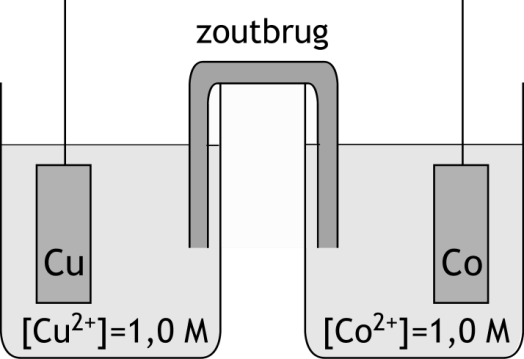 zoutbrug
Cu
Co
[Cu²⁺]=1,0 M
[Co²⁺]=1,0 M